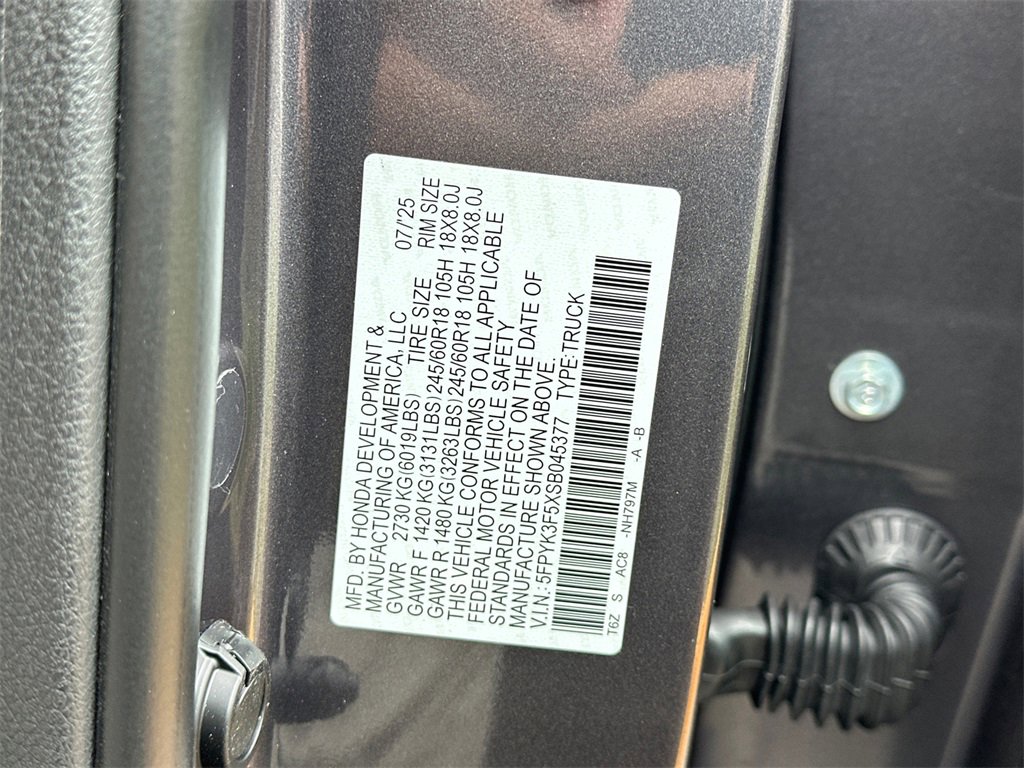 MFD. BY HONDA DEVELOPMENT &
MANUFACTURING OF AMERICA, LLC 07/'25
GVWR 2730 KG(6019LBS) TIRE SIZE RIM SIZE
GAWR F 1420 KG(3131LBS) 245/60R18 105H 18X8.0J
GAWR R 1480 KG(3263LBS) 245/60R18 105H 18X8.0J
THIS VEHICLE CONFORMS TO ALL APPLICABLE
FEDERAL MOTOR VEHICLE SAFETY
STANDARDS IN EFFECT ON THE DATE OF
MANUFACTURE SHOWN ABOVE.
V.I.N.: 5FPYK3F5XSB045377 TYPE:TRUCK
T6Z S AC8 -NH797M -A -B